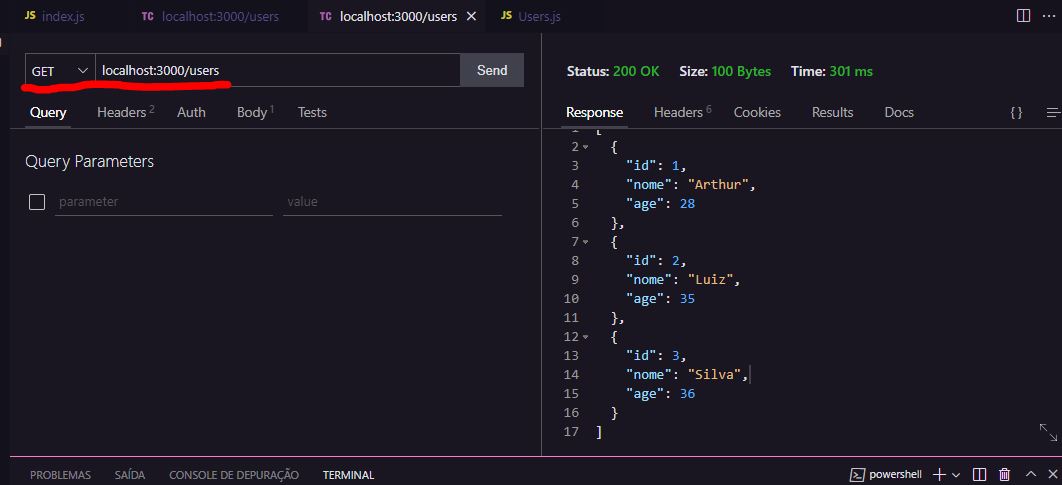 JS index.js TC localhost:3000/users TC localhost:3000/users JS Users.js
GET localhost:3000/users Send
Status: 200 OK Size: 100 Bytes Time: 301 ms
Query Headers 2 Auth Body 1 Tests
Response Headers 6 Cookies Results Docs { }
Query Parameters
parameter value
1 [
2 {
3 "id": 1,
4 "nome": "Arthur",
5 "age": 28
6 },
7 {
8 "id": 2,
9 "nome": "Luiz",
10 "age": 35
11 },
12 {
13 "id": 3,
14 "nome": "Silva",
15 "age": 36
16 }
17 ]
PROBLEMAS SAÍDA CONSOLE DE DEPURAÇÃO TERMINAL powershell